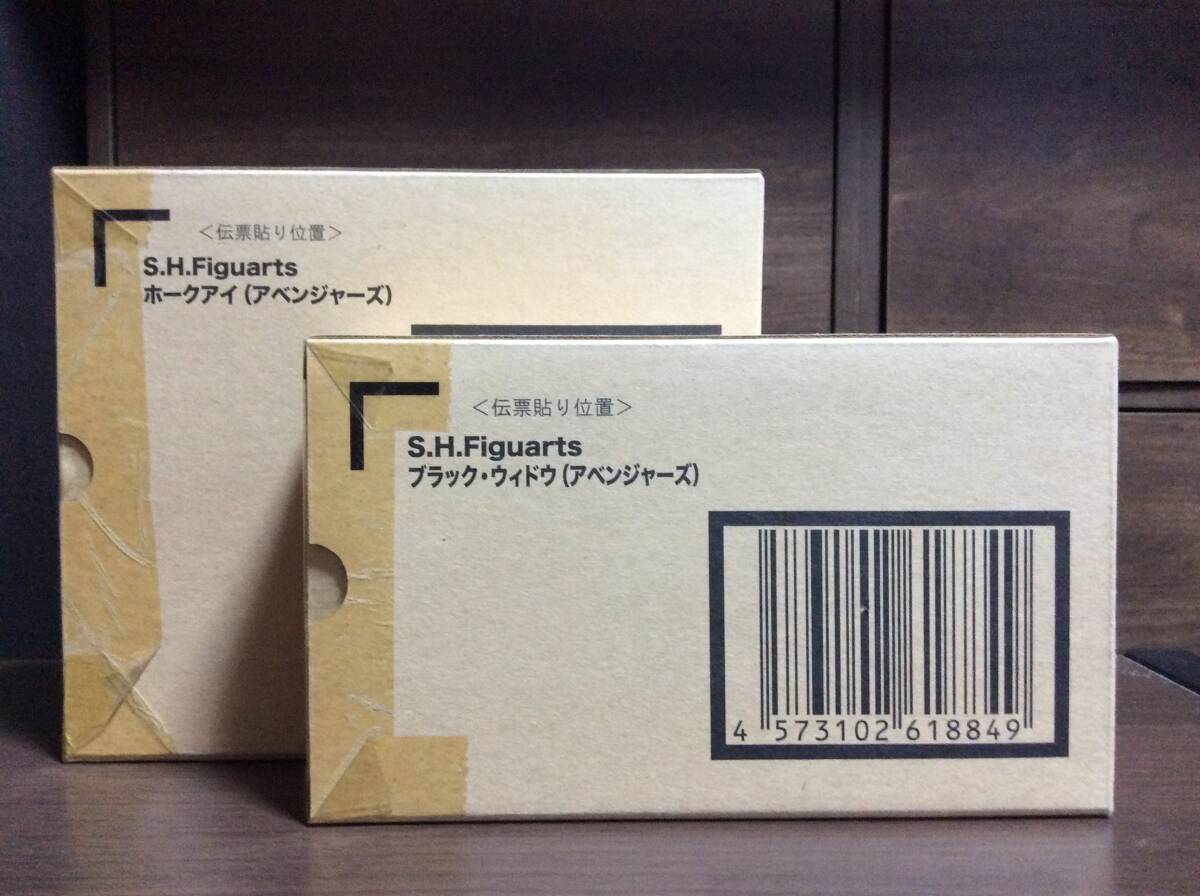 ＜伝票貼り位置＞
S.H.Figuarts
ホークアイ(アベンジャーズ)
＜伝票貼り位置＞
S.H.Figuarts
ブラック・ウィドウ(アベンジャーズ)
4 573102 618849